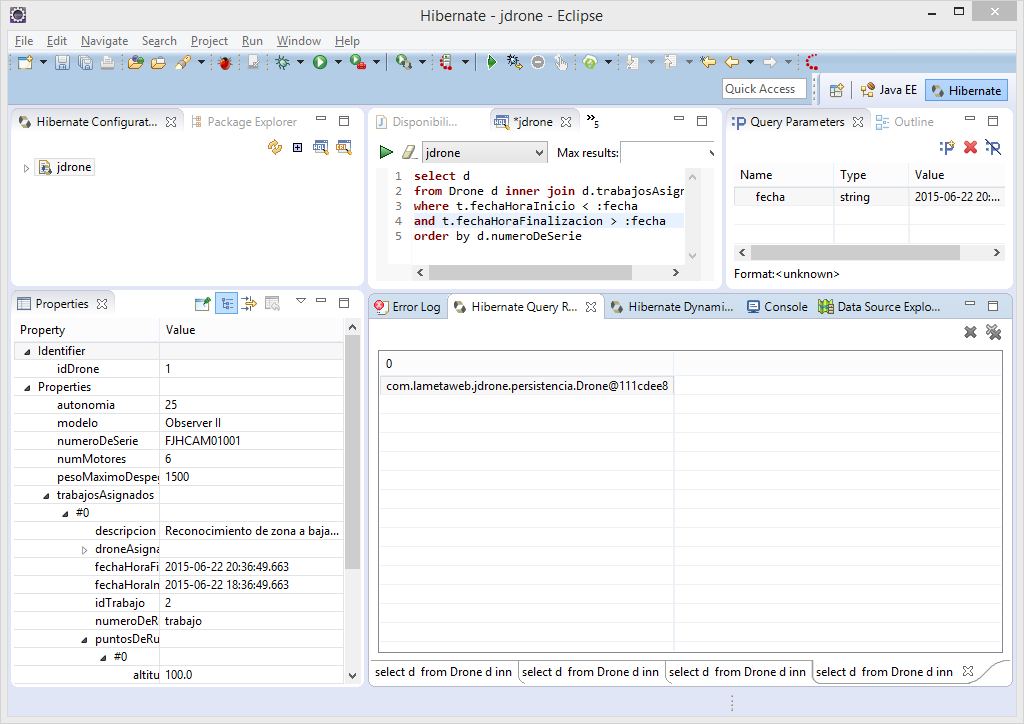 Hibernate - jdrone - Eclipse
File Edit Navigate Search Project Run Window Help
Quick Access
Java EE
Hibernate
Hibernate Configurat...
Package Explorer
jdrone
Disponibili...
*jdrone
»5
jdrone
Max results:
1 select d
2 from Drone d inner join d.trabajosAsign
3 where t.fechaHoraInicio < :fecha
4 and t.fechaHoraFinalizacion > :fecha
5 order by d.numeroDeSerie
Query Parameters
Outline
Name Type Value
fecha string 2015-06-22 20:...
Format:<unknown>
Properties
Property Value
Identifier
idDrone 1
Properties
autonomia 25
modelo Observer II
numeroDeSerie FJHCAM01001
numMotores 6
pesoMaximoDespeg 1500
trabajosAsignados
#0
descripcion Reconocimiento de zona a baja...
droneAsigna
fechaHoraFi 2015-06-22 20:36:49.663
fechaHoraIn 2015-06-22 18:36:49.663
idTrabajo 2
numeroDeR trabajo
puntosDeRu
#0
altitu 100.0
Error Log
Hibernate Query R...
Hibernate Dynami...
Console
Data Source Explo...
0
com.lametaweb.jdrone.persistencia.Drone@111cdee8
select d from Drone d inn
select d from Drone d inn
select d from Drone d inn
select d from Drone d inn